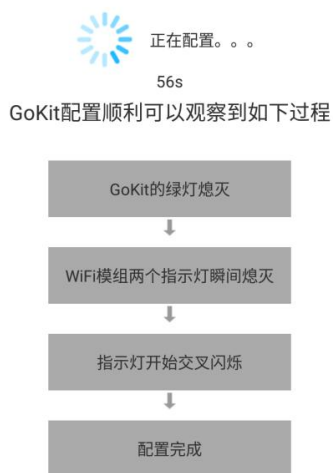 正在配置。。。
56s
GoKit配置顺利可以观察到如下过程
GoKit的绿灯熄灭
WiFi模组两个指示灯瞬间熄灭
指示灯开始交叉闪烁
配置完成